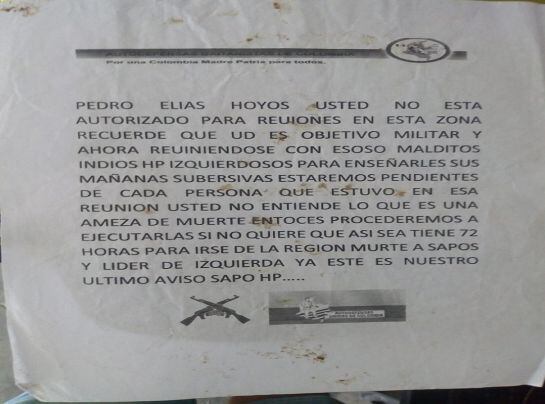 AUTODEFENSAS GAITANISTAS DE COLOMBIA
Por una Colombia Madre Patria para todos.
PEDRO ELIAS HOYOS USTED NO ESTA
AUTORIZADO PARA REUIONES EN ESTA ZONA
RECUERDE QUE UD ES OBJETIVO MILITAR Y
AHORA REUINIENDOSE CON ESOSO MALDITOS
INDIOS HP IZQUIERDOSOS PARA ENSEÑARLES SUS
MAÑANAS SUBERSIVAS ESTAREMOS PENDIENTES
DE CADA PERSONA QUE ESTUVO EN ESA
REUNION USTED NO ENTIENDE LO QUE ES UNA
AMEZA DE MUERTE ENTOCES PROCEDEREMOS A
EJECUTARLAS SI NO QUIERE QUE ASI SEA TIENE 72
HORAS PARA IRSE DE LA REGION MURTE A SAPOS
Y LIDER DE IZQUIERDA YA ESTE ES NUESTRO
ULTIMO AVISO SAPO HP.....
AUTODEFENSAS
UNIDAS DE COLOMBIA